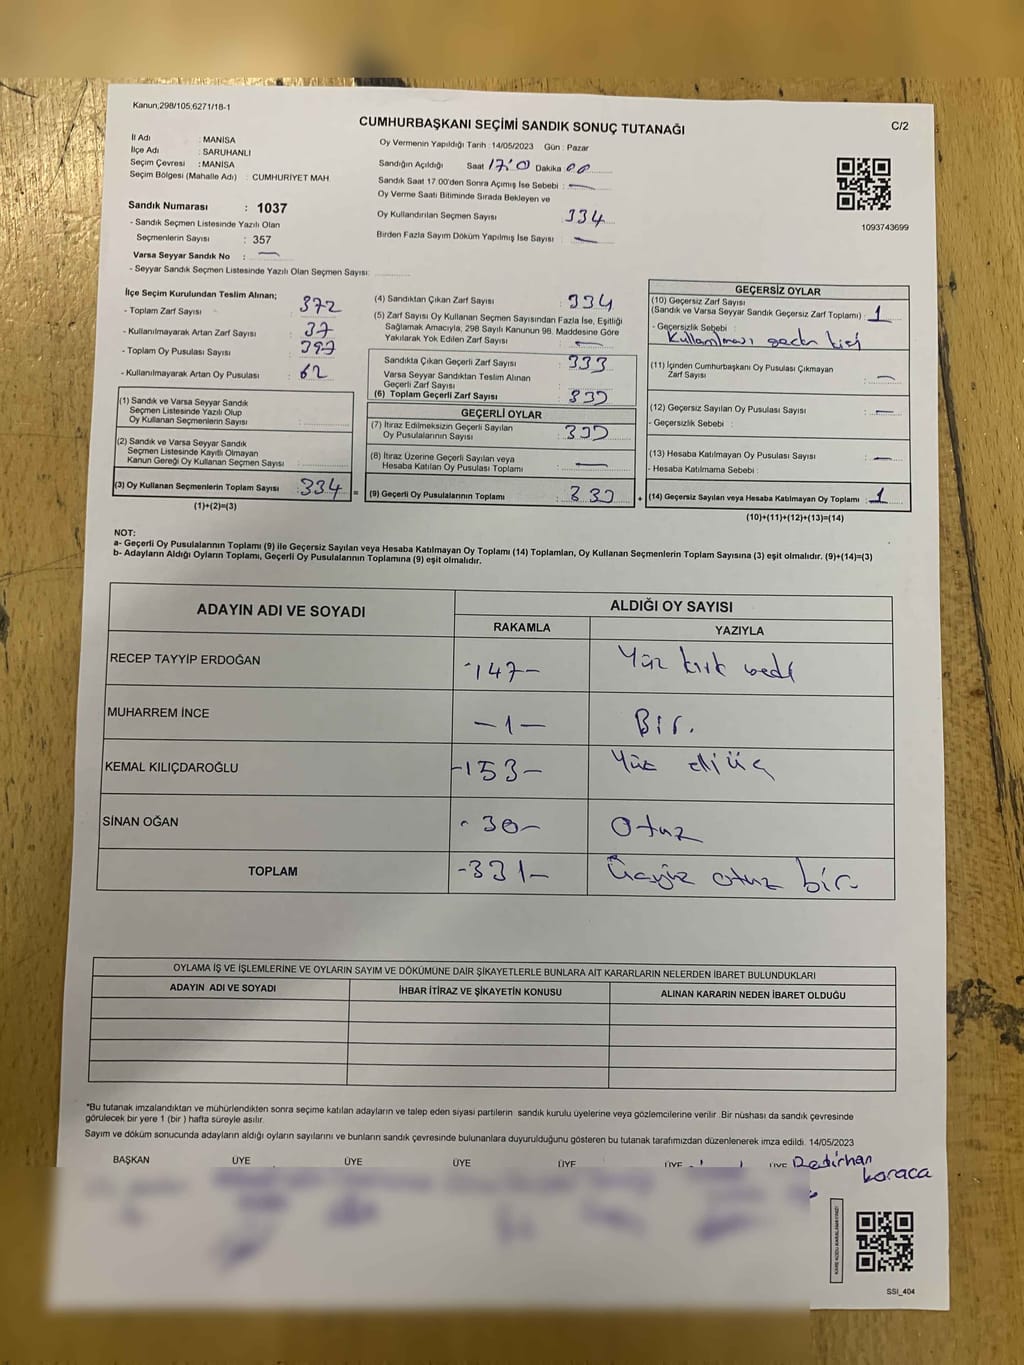 Kanun,298/105,6271/18-1
C/2
CUMHURBAŞKANI SEÇİMİ SANDIK SONUÇ TUTANAĞI
İl Adı : MANİSA
İlçe Adı : SARUHANLI
Seçim Çevresi : MANİSA
Seçim Bölgesi (Mahalle Adı) : CUMHURİYET MAH.
Sandık Numarası : 1037
- Sandık Seçmen Listesinde Yazılı Olan
Seçmenlerin Sayısı : 357
Varsa Seyyar Sandık No : —
- Seyyar Sandık Seçmen Listesinde Yazılı Olan Seçmen Sayısı:
Oy Vermenin Yapıldığı Tarih : 14/05/2023 Gün : Pazar
Sandığın Açıldığı Saat 17:0 Dakika 00
Sandık Saat 17.00'den Sonra Açımış İse Sebebi : —
Oy Verme Saati Bitiminde Sırada Bekleyen ve
Oy Kullandırılan Seçmen Sayısı 334
Birden Fazla Sayım Döküm Yapılmış İse Sayısı : —
1093743699
İlçe Seçim Kurulundan Teslim Alınan;
- Toplam Zarf Sayısı : 372
- Kullanılmayarak Artan Zarf Sayısı : 37
- Toplam Oy Pusulası Sayısı : 397
- Kullanılmayarak Artan Oy Pusulası : 62
(1) Sandık ve Varsa Seyyar Sandık
Seçmen Listesinde Yazılı Olup
Oy Kullanan Seçmenlerin Sayısı :
(2) Sandık ve Varsa Seyyar Sandık
Seçmen Listesinde Kayıtlı Olmayan
Kanun Gereği Oy Kullanan Seçmen Sayısı :
(3) Oy Kullanan Seçmenlerin Toplam Sayısı : 334 =
(1)+(2)=(3)
(4) Sandıktan Çıkan Zarf Sayısı : 334
(5) Zarf Sayısı Oy Kullanan Seçmen Sayısından Fazla İse, Eşitliği
Sağlamak Amacıyla, 298 Sayılı Kanunun 98. Maddesine Göre
Yakılarak Yok Edilen Zarf Sayısı : —
Sandıkta Çıkan Geçerli Zarf Sayısı : 333
Varsa Seyyar Sandıktan Teslim Alınan
Geçerli Zarf Sayısı
(6) Toplam Geçerli Zarf Sayısı : 333
GEÇERLİ OYLAR
(7) İtiraz Edilmeksizin Geçerli Sayılan
Oy Pusulalarının Sayısı : 333
(8) İtiraz Üzerine Geçerli Sayılan veya
Hesaba Katılan Oy Pusulası Toplamı : —
(9) Geçerli Oy Pusulalarının Toplamı : 333 +
GEÇERSİZ OYLAR
(10) Geçersiz Zarf Sayısı
(Sandık ve Varsa Seyyar Sandık Geçersiz Zarf Toplamı) : 1
- Geçersizlik Sebebi :
(11) İçinden Cumhurbaşkanı Oy Pusulası Çıkmayan
Zarf Sayısı : —
(12) Geçersiz Sayılan Oy Pusulası Sayısı : —
- Geçersizlik Sebebi :
(13) Hesaba Katılmayan Oy Pusulası Sayısı : —
- Hesaba Katılmama Sebebi :
(14) Geçersiz Sayılan veya Hesaba Katılmayan Oy Toplamı : 1
(10)+(11)+(12)+(13)=(14)
NOT:
a- Geçerli Oy Pusulalarının Toplamı (9) ile Geçersiz Sayılan veya Hesaba Katılmayan Oy Toplamı (14) Toplamları, Oy Kullanan Seçmenlerin Toplam Sayısına (3) eşit olmalıdır. (9)+(14)=(3)
b- Adayların Aldığı Oyların Toplamı, Geçerli Oy Pusulalarının Toplamına (9) eşit olmalıdır.
ADAYIN ADI VE SOYADI
ALDIĞI OY SAYISI
RAKAMLA YAZIYLA
RECEP TAYYİP ERDOĞAN -147- Yüz kırk yedi
MUHARREM İNCE -1- Bir.
KEMAL KILIÇDAROĞLU -153- Yüz elli üç
SİNAN OĞAN -30- Otuz
TOPLAM -331- Üçyüz otuz bir
OYLAMA İŞ VE İŞLEMLERİNE VE OYLARIN SAYIM VE DÖKÜMÜNE DAİR ŞİKAYETLERLE BUNLARA AİT KARARLARIN NELERDEN İBARET BULUNDUKLARI
ADAYIN ADI VE SOYADI İHBAR İTİRAZ VE ŞİKAYETİN KONUSU ALINAN KARARIN NEDEN İBARET OLDUĞU
*Bu tutanak imzalandıktan ve mühürlendikten sonra seçime katılan adayların ve talep eden siyasi partilerin sandık kurulu üyelerine veya gözlemcilerine verilir .Bir nüshası da sandık çevresinde
görülecek bir yere 1 (bir ) hafta süreyle asılır.
Sayım ve döküm sonucunda adayların aldığı oyların sayılarını ve bunların sandık çevresinde bulunanlara duyurulduğunu gösteren bu tutanak tarafımızdan düzenlenerek imza edildi. 14/05/2023
BAŞKAN ÜYE ÜYE ÜYE ÜYE ÜYE ÜYE
Karaca
SSI_404